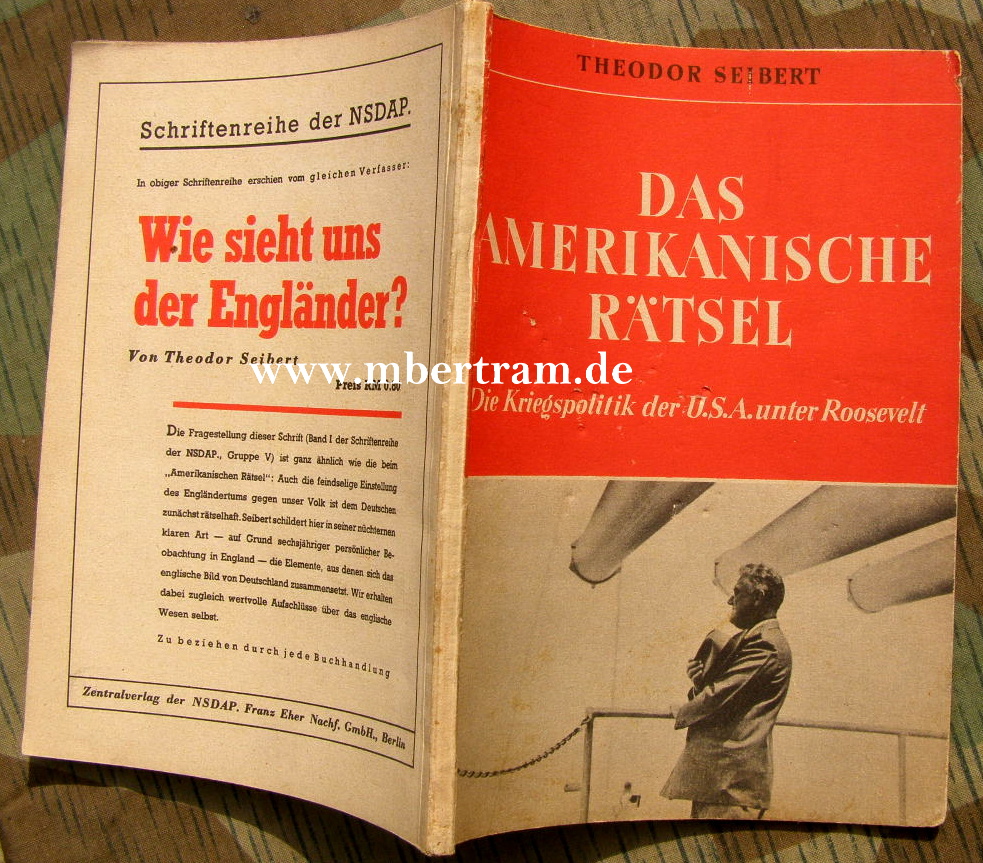 Schriftenreihe der NSDAP.
In obiger Schriftenreihe erschien vom gleichen Verfasser:
Wie sieht uns
der Engländer?
Von Theodor Seibert
Preis RM 0.80
Die Fragestellung dieser Schrift (Band I der Schriftenreihe
der NSDAP., Gruppe V) ist ganz ähnlich wie die beim
„Amerikanischen Rätsel“: Auch die feindselige Einstellung
des Engländertums gegen unser Volk ist dem Deutschen
zunächst rätselhaft. Seibert schildert hier in seiner nüchternen
klaren Art — auf Grund sechsjähriger persönlicher Be-
obachtung in England — die Elemente, aus denen sich das
englische Bild von Deutschland zusammensetzt. Wir erhalten
dabei zugleich wertvolle Aufschlüsse über das englische
Wesen selbst.
Zu beziehen durch jede Buchhandlung
Zentralverlag der NSDAP. Franz Eher Nachf. GmbH., Berlin
THEODOR SEIBERT
DAS
AMERIKANISCHE
RÄTSEL
Die Kriegspolitik der U.S.A. unter Roosevelt
www.mbertram.de